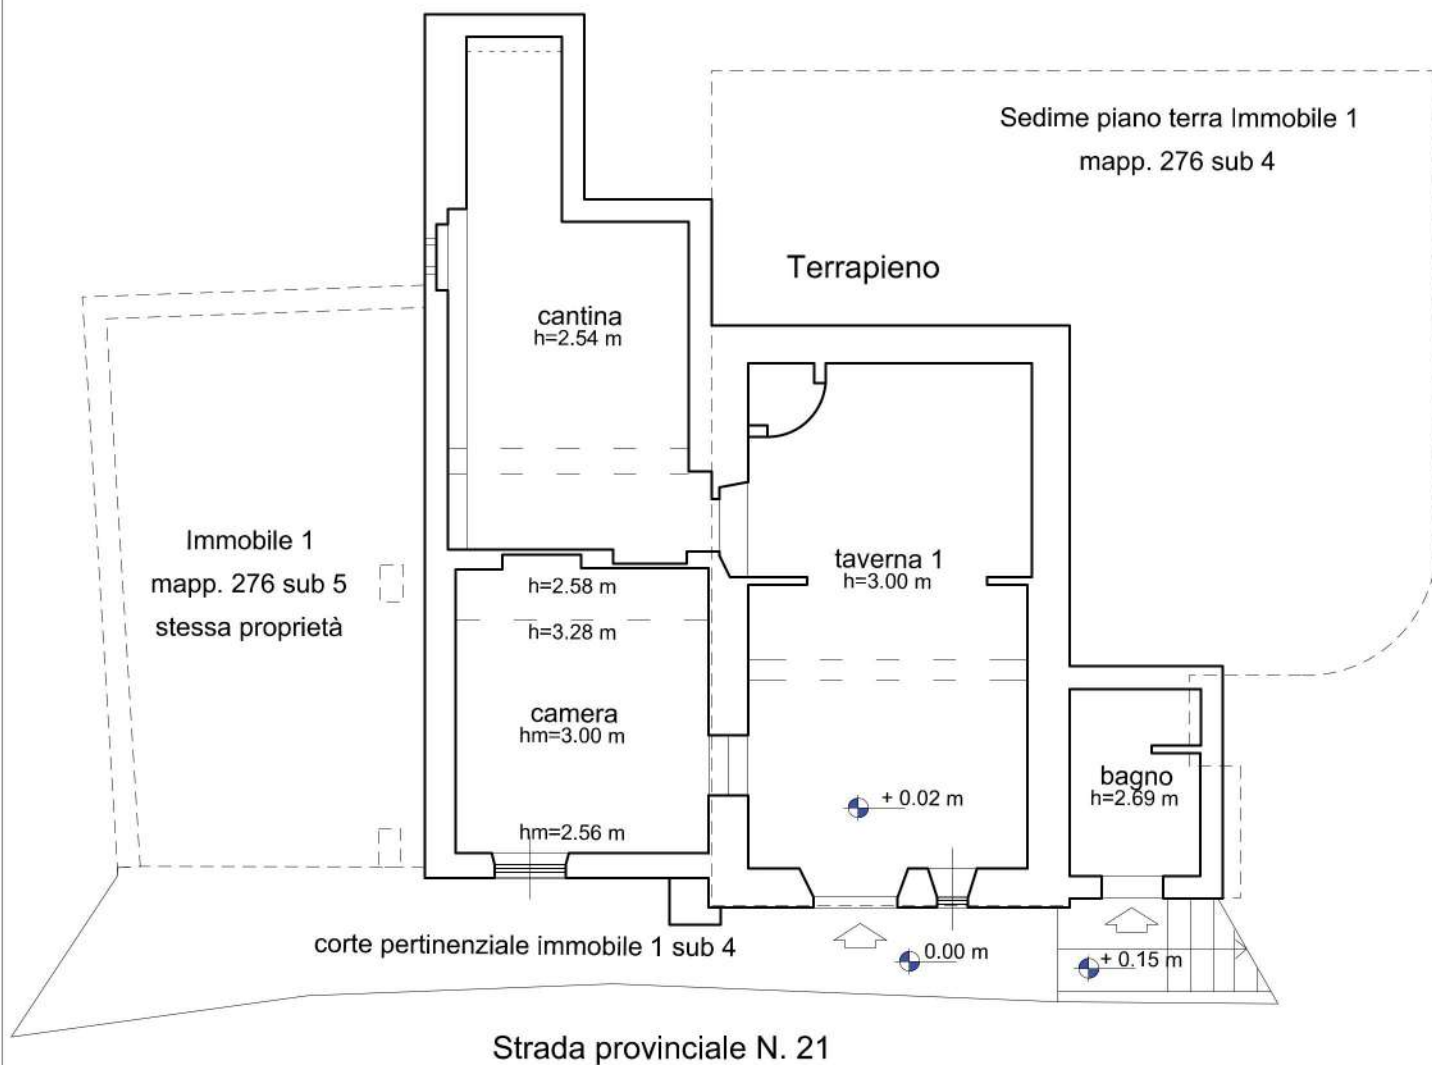 Sedime piano terra Immobile 1
mapp. 276 sub 4
Terrapieno
cantina
h=2.54 m
Immobile 1
mapp. 276 sub 5
stessa proprietà
taverna 1
h=3.00 m
h=2.58 m
h=3.28 m
camera
hm=3.00 m
bagno
h=2.69 m
+ 0.02 m
hm=2.56 m
corte pertinenziale immobile 1 sub 4
0.00 m
+ 0.15 m
Strada provinciale N. 21